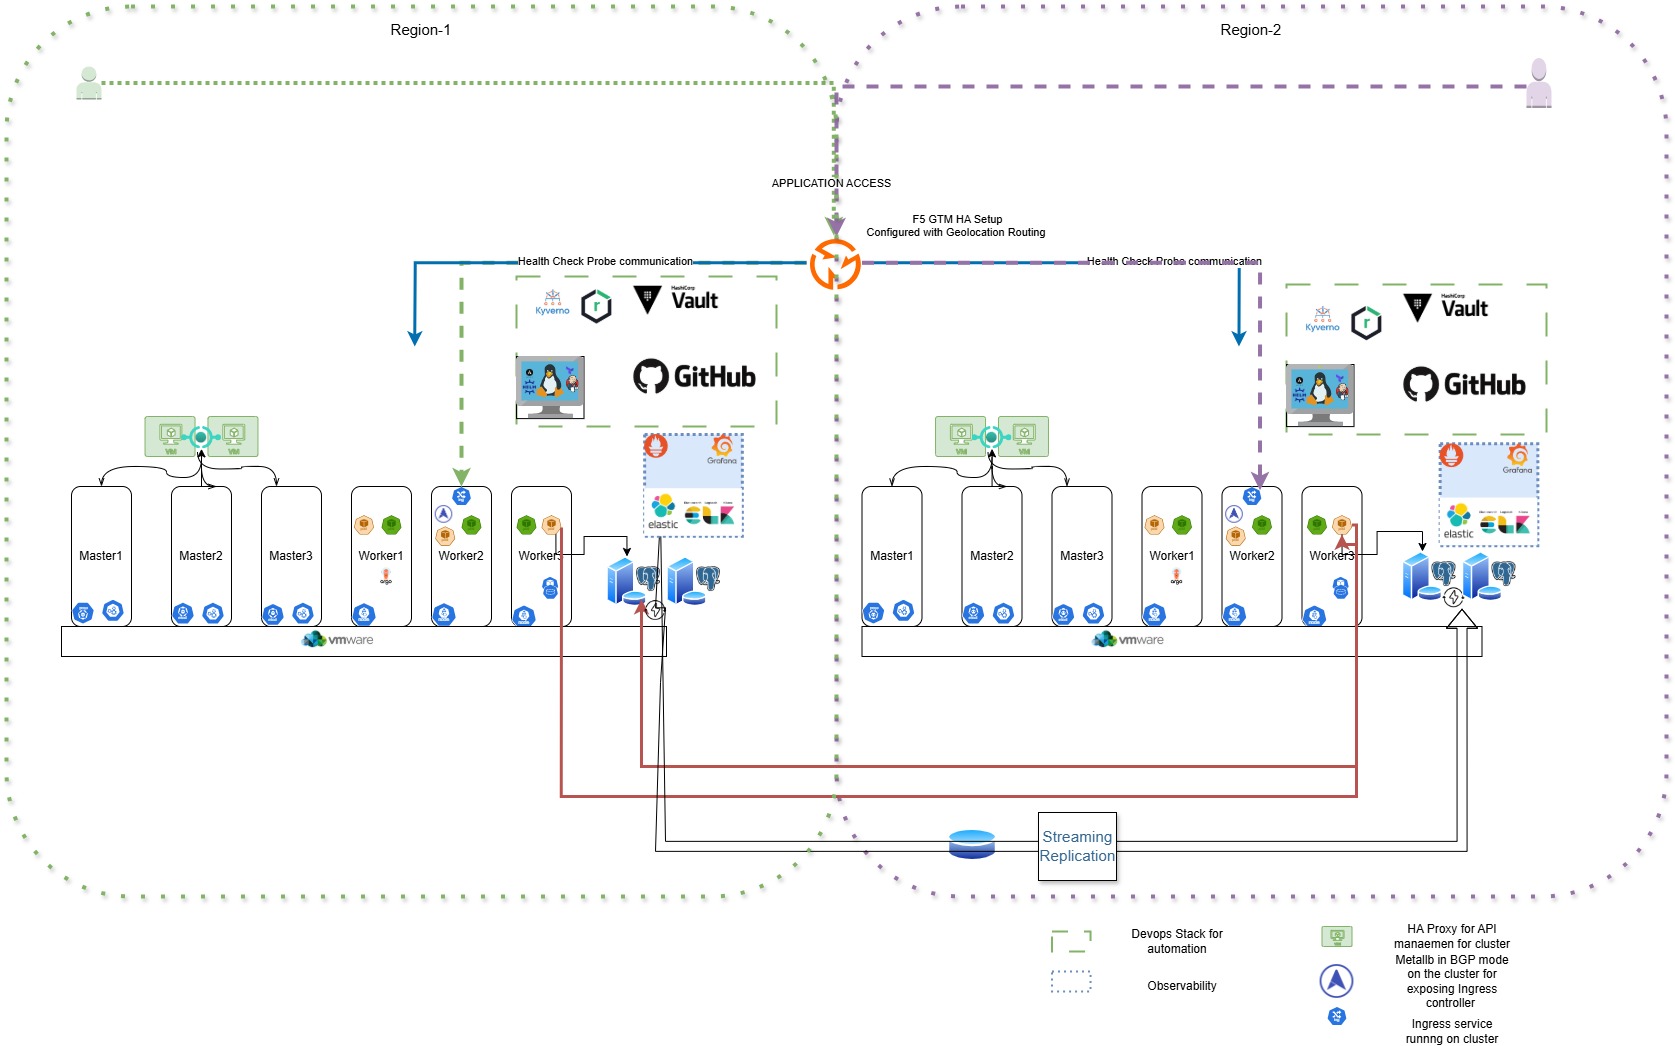 Region-1
Region-2
APPLICATION ACCESS
F5 GTM HA Setup
Configured with Geolocation Routing
Health Check Probe communication
Health Check Probe communication
Kyverno
r
HashiCorp
Vault
HELM
GitHub
Kyverno
r
HashiCorp
Vault
HELM
GitHub
VM
VM
VM
VM
Grafana
elastic
Grafana
elastic
Master1
Master2
Master3
Worker1
Worker2
Worker3
argo
Master1
Master2
Master3
Worker1
Worker2
Worker3
argo
vmware
vmware
Streaming
Replication
Devops Stack for
automation
Observability
HA Proxy for API
manaemen for cluster
Metallb in BGP mode
on the cluster for
exposing Ingress
controller
Ingress service
runnng on cluster